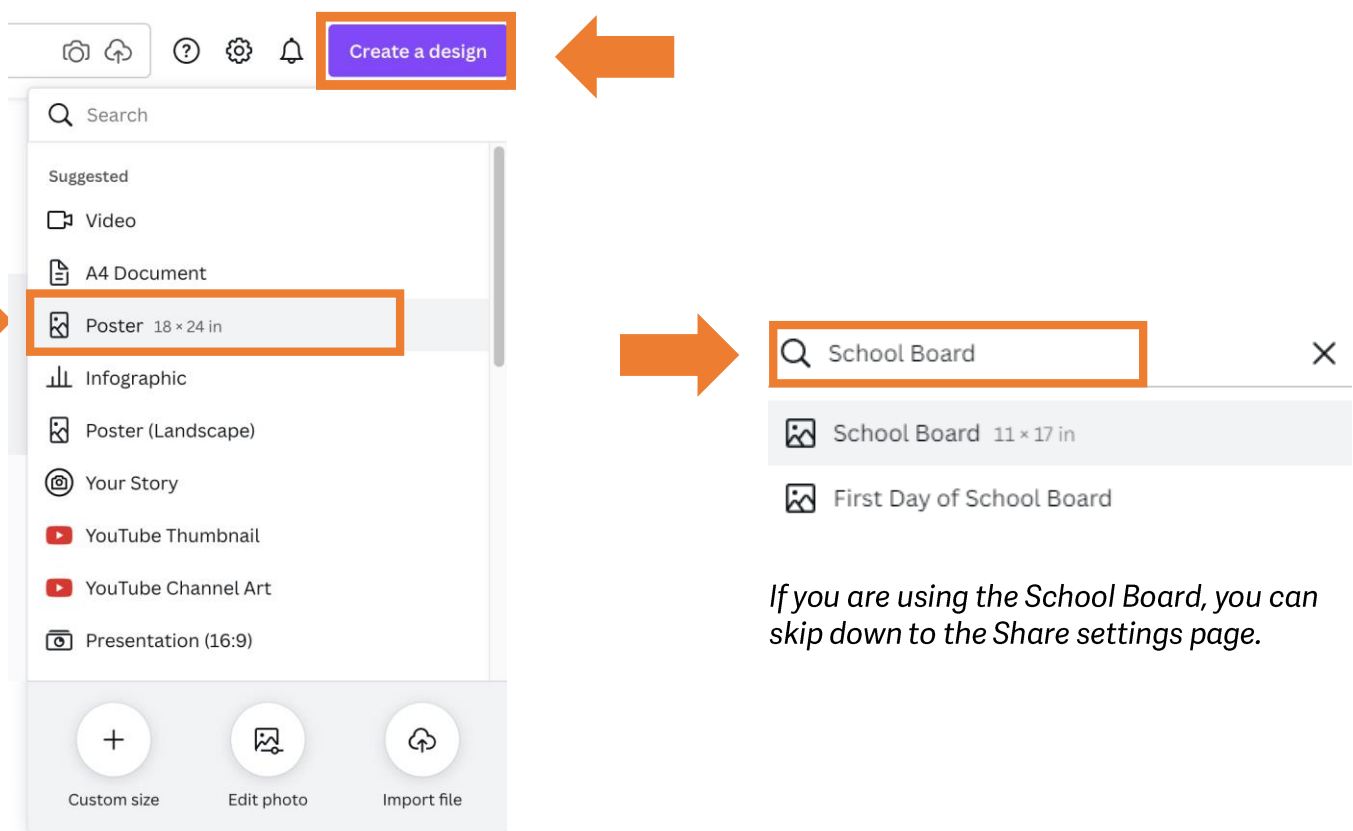 Create a design
Search
Suggested
Video
A4 Document
Poster 18 × 24 in
Infographic
Poster (Landscape)
Your Story
YouTube Thumbnail
YouTube Channel Art
Presentation (16:9)
Custom size
Edit photo
Import file
School Board
School Board 11 × 17 in
First Day of School Board
If you are using the School Board, you can
skip down to the Share settings page.